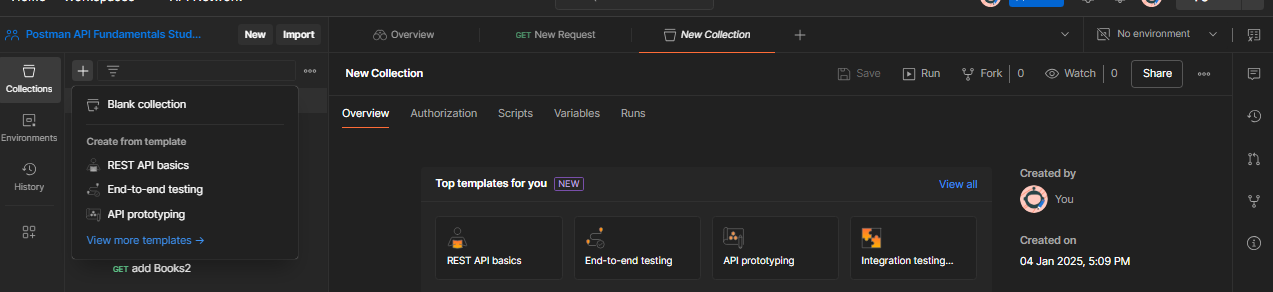 Home Workspaces API Network
Postman API Fundamentals Stud...
New Import
Overview
GET New Request
New Collection
No environment
Collections
Environments
History
Blank collection
Create from template
REST API basics
End-to-end testing
API prototyping
View more templates →
GET add Books2
New Collection
Save Run Fork 0 Watch 0 Share
Overview Authorization Scripts Variables Runs
Top templates for you NEW View all
REST API basics
End-to-end testing
API prototyping
Integration testing...
Created by
You
Created on
04 Jan 2025, 5:09 PM